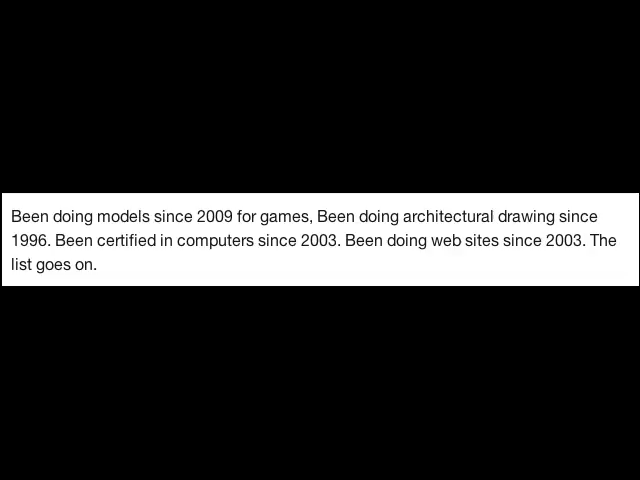 Been doing models since 2009 for games, Been doing architectural drawing since
1996. Been certified in computers since 2003. Been doing web sites since 2003. The
list goes on.